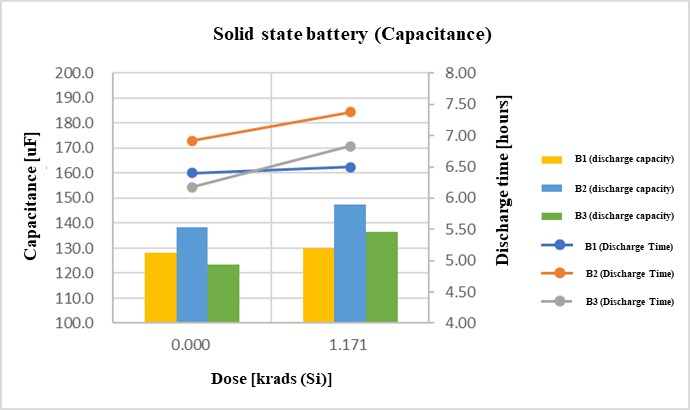 Solid state battery (Capacitance)
Capacitance [uF]
200.0
190.0
180.0
170.0
160.0
150.0
140.0
130.0
120.0
110.0
100.0
8.00
7.50
7.00
6.50
6.00
5.50
5.00
4.50
4.00
Discharge time [hours]
0.000
1.171
Dose [krads (Si)]
B1 (discharge capacity)
B2 (discharge capacity)
B3 (discharge capacity)
B1 (Discharge Time)
B2 (Discharge Time)
B3 (Discharge Time)